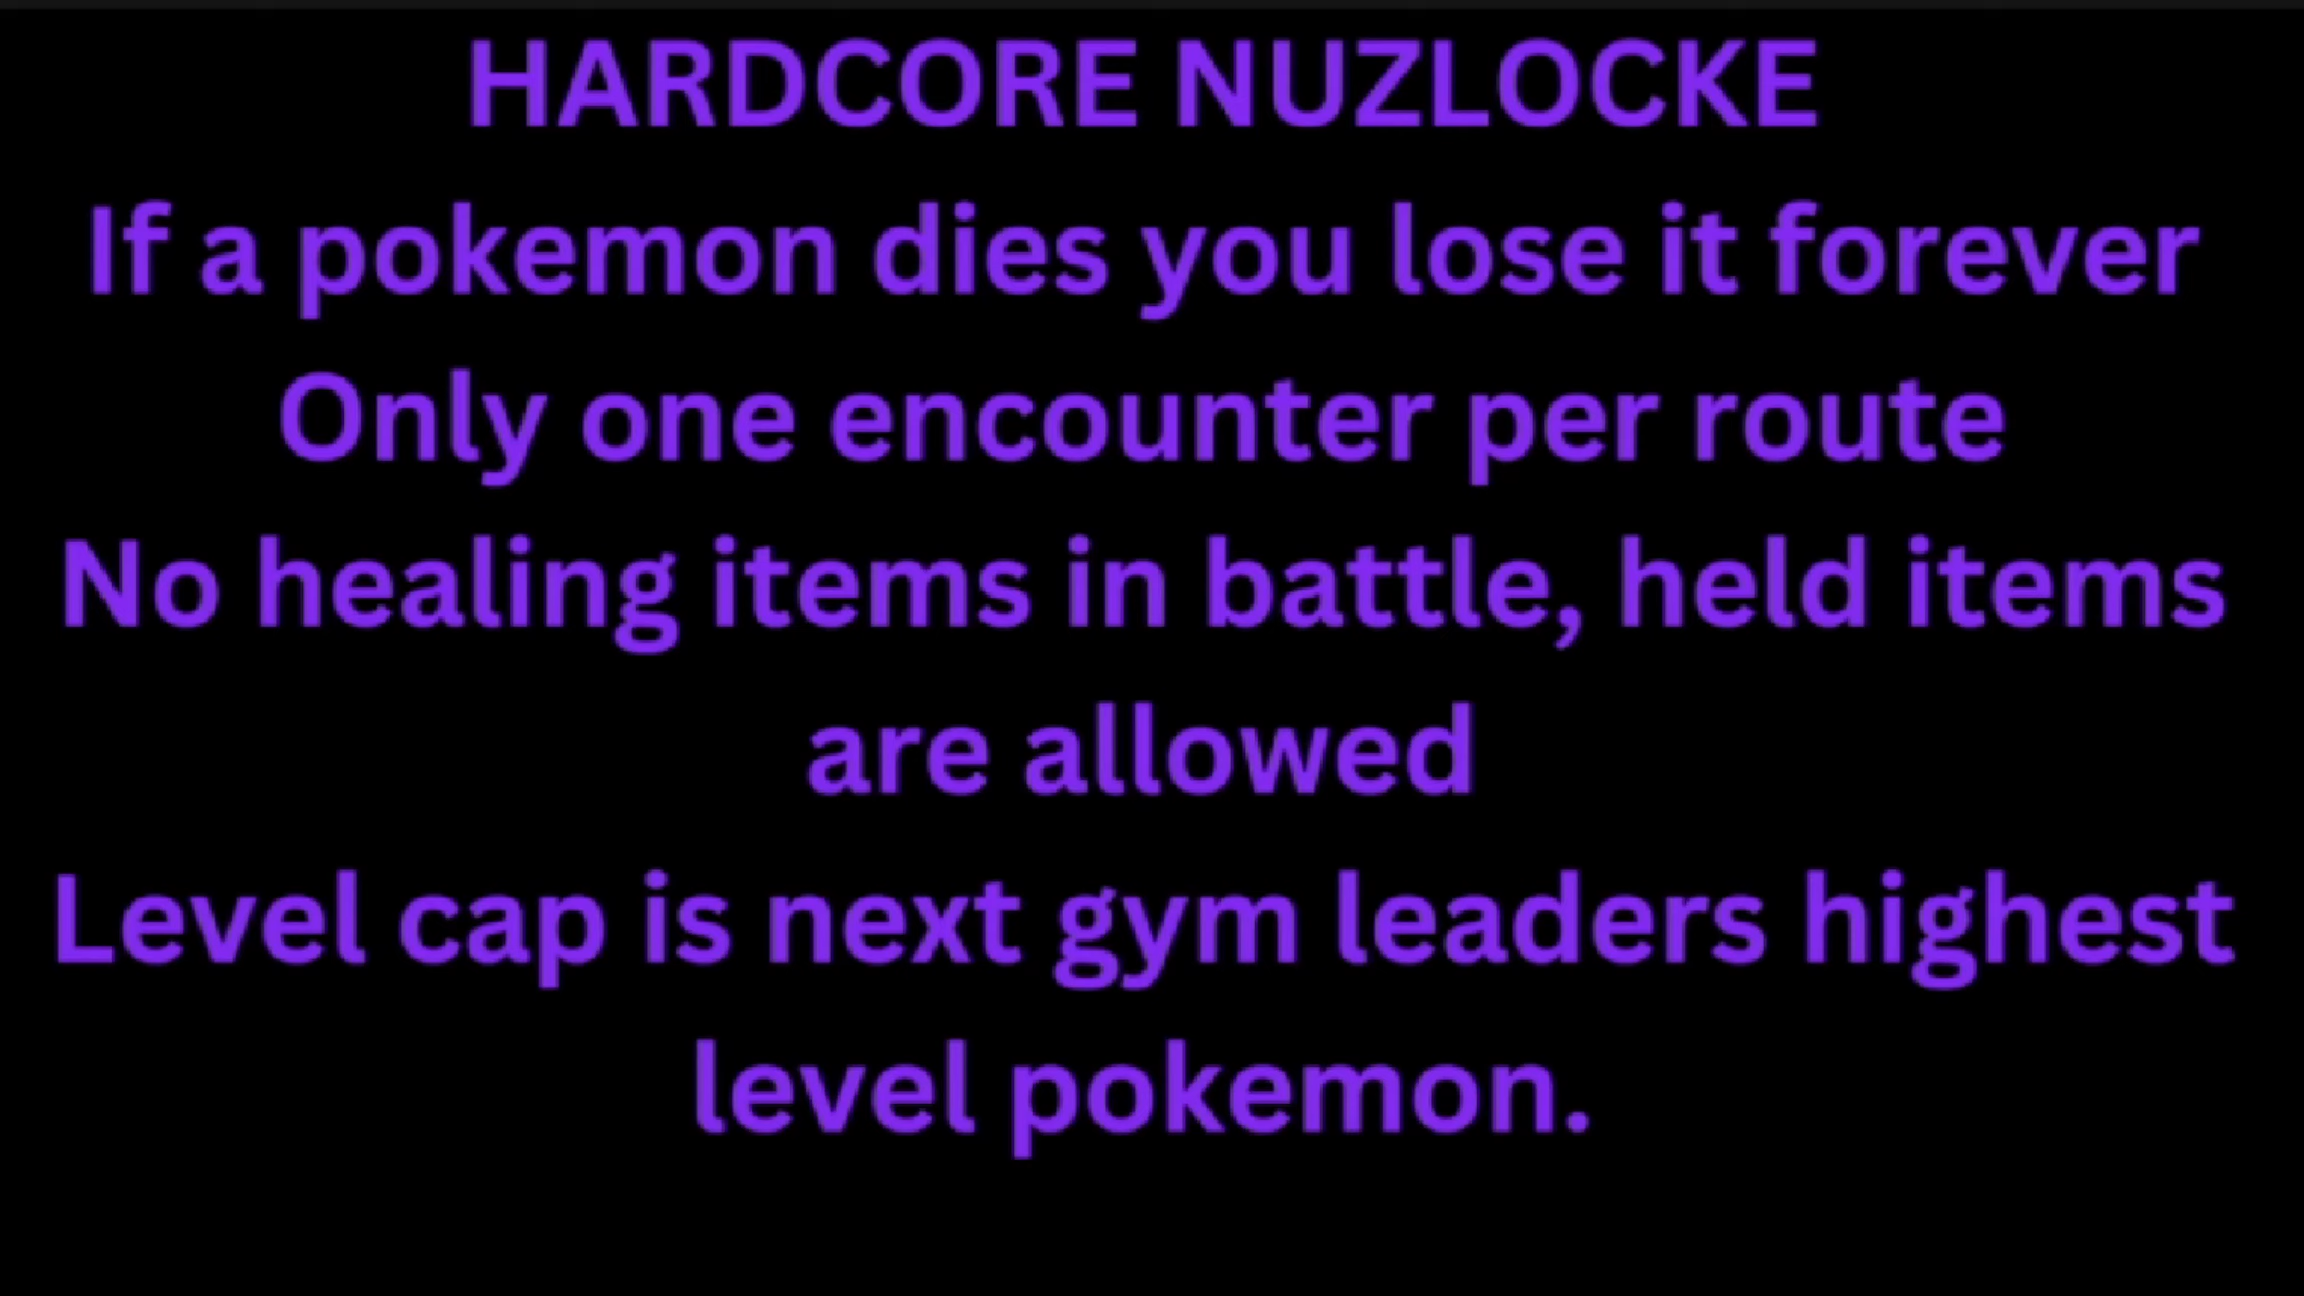 HARDCORE NUZLOCKE
If a pokemon dies you lose it forever
Only one encounter per route
No healing items in battle, held items
are allowed
Level cap is next gym leaders highest
level pokemon.